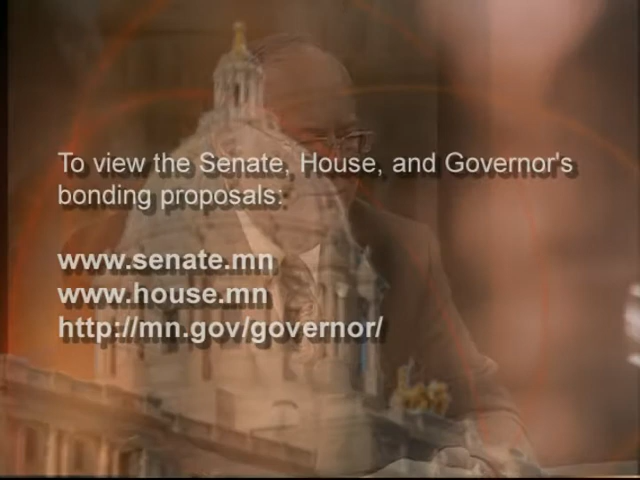 To view the Senate, House, and Governor's
bonding proposals:
www.senate.mn
www.house.mn
http://mn.gov/governor/